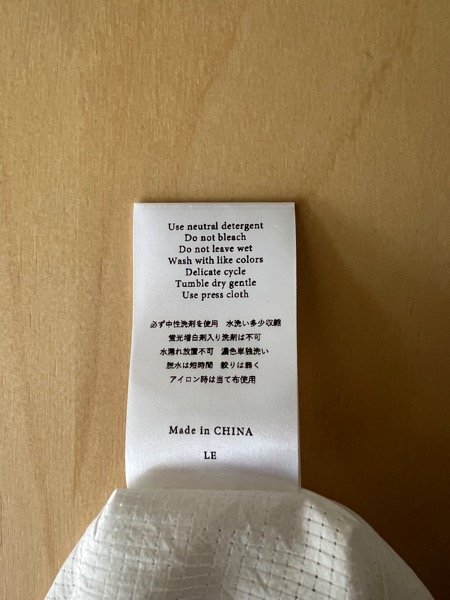 Use neutral detergent
Do not bleach
Do not leave wet
Wash with like colors
Delicate cycle
Tumble dry gentle
Use press cloth
必ず中性洗剤を使用 水洗い多少収縮
蛍光増白剤入り洗剤は不可
水濡れ放置不可 濃色単独洗い
脱水は短時間 絞りは弱く
アイロン時は当て布使用
Made in CHINA
LE